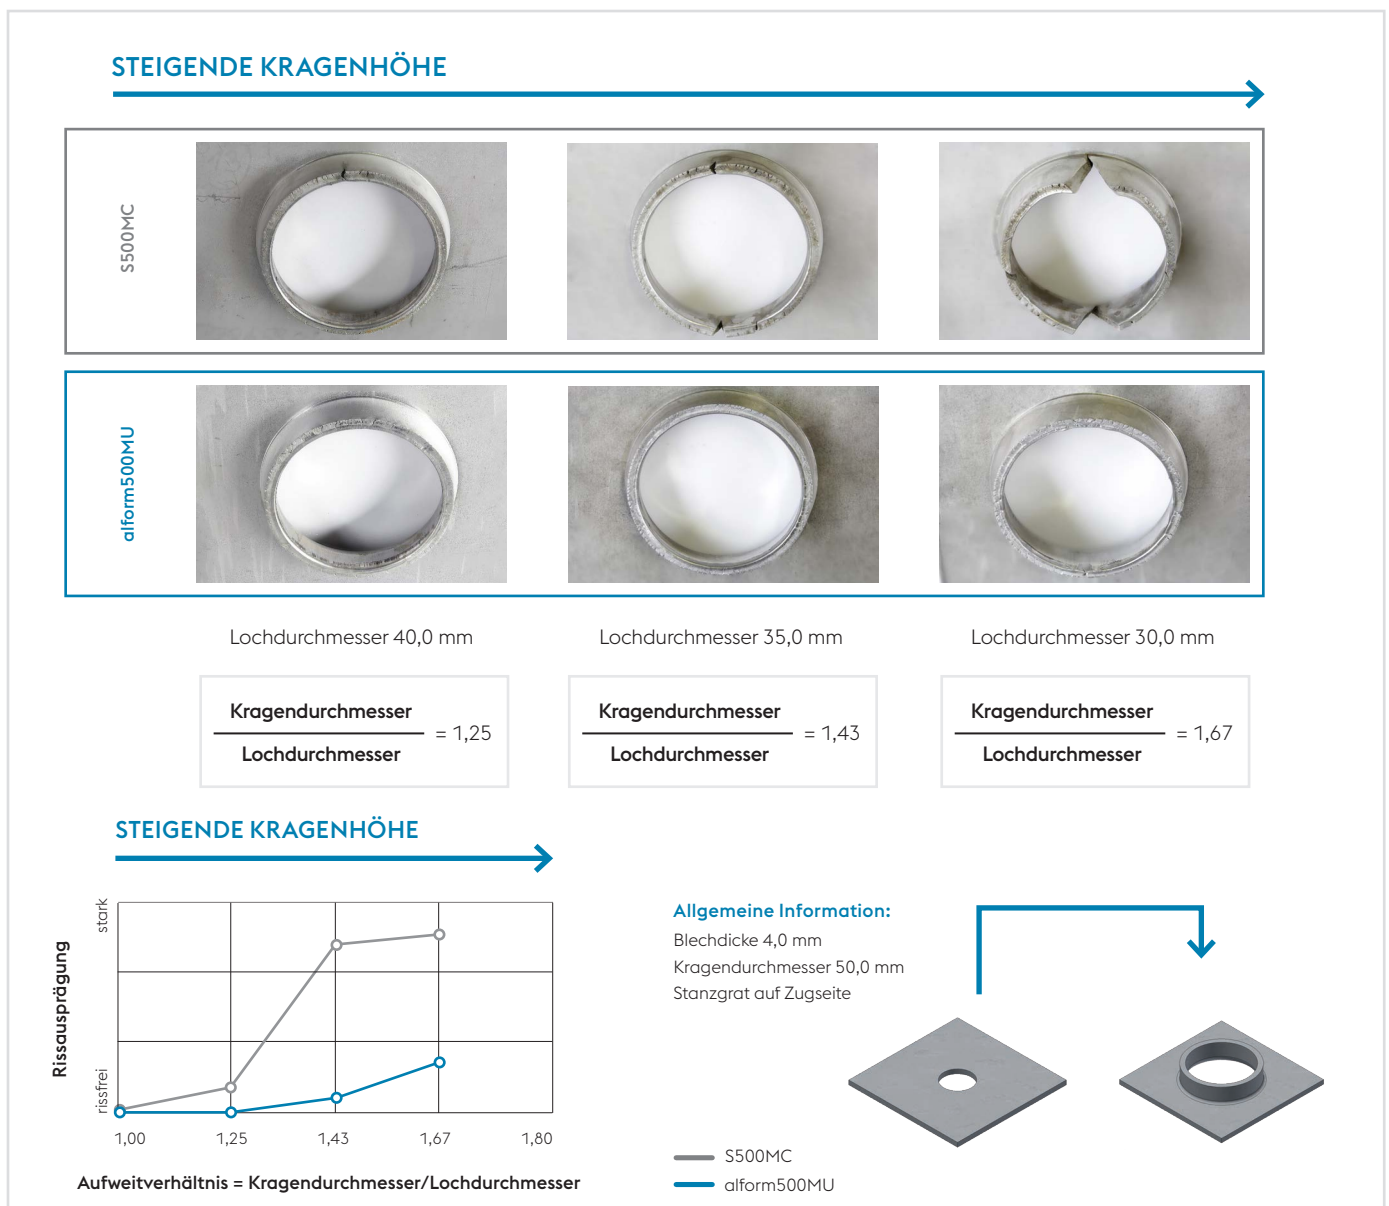 STEIGENDE KRAGENHÖHE
S500MC
alform500MU
Lochdurchmesser 40,0 mm
Lochdurchmesser 35,0 mm
Lochdurchmesser 30,0 mm
Kragendurchmesser
Lochdurchmesser
= 1,25
Kragendurchmesser
Lochdurchmesser
= 1,43
Kragendurchmesser
Lochdurchmesser
= 1,67
STEIGENDE KRAGENHÖHE
Rissausprägung
stark
rissfrei
1,00 1,25 1,43 1,67 1,80
Aufweitverhältnis = Kragendurchmesser/Lochdurchmesser
Allgemeine Information:
Blechdicke 4,0 mm
Kragendurchmesser 50,0 mm
Stanzgrat auf Zugseite
S500MC
alform500MU